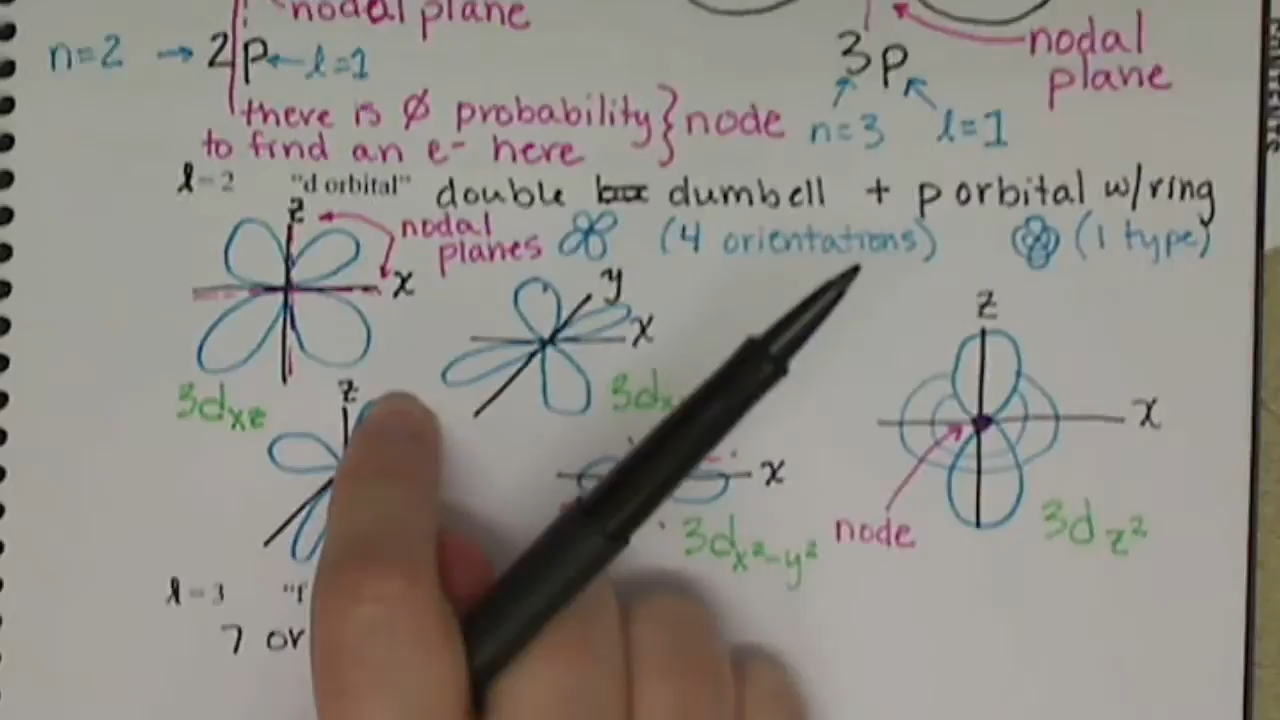 nodal plane
n=2 → 2p ← l=1
3p
nodal plane
n=3 l=1
there is ∅ probability } node
to find an e- here
l=2 "d orbital" double dumbell + p orbital w/ring
nodal planes (4 orientations) (1 type)
z
x
y
x
z
x
3dxz
z
x
3dx²-y²
node
3dz²
l=3
7 or